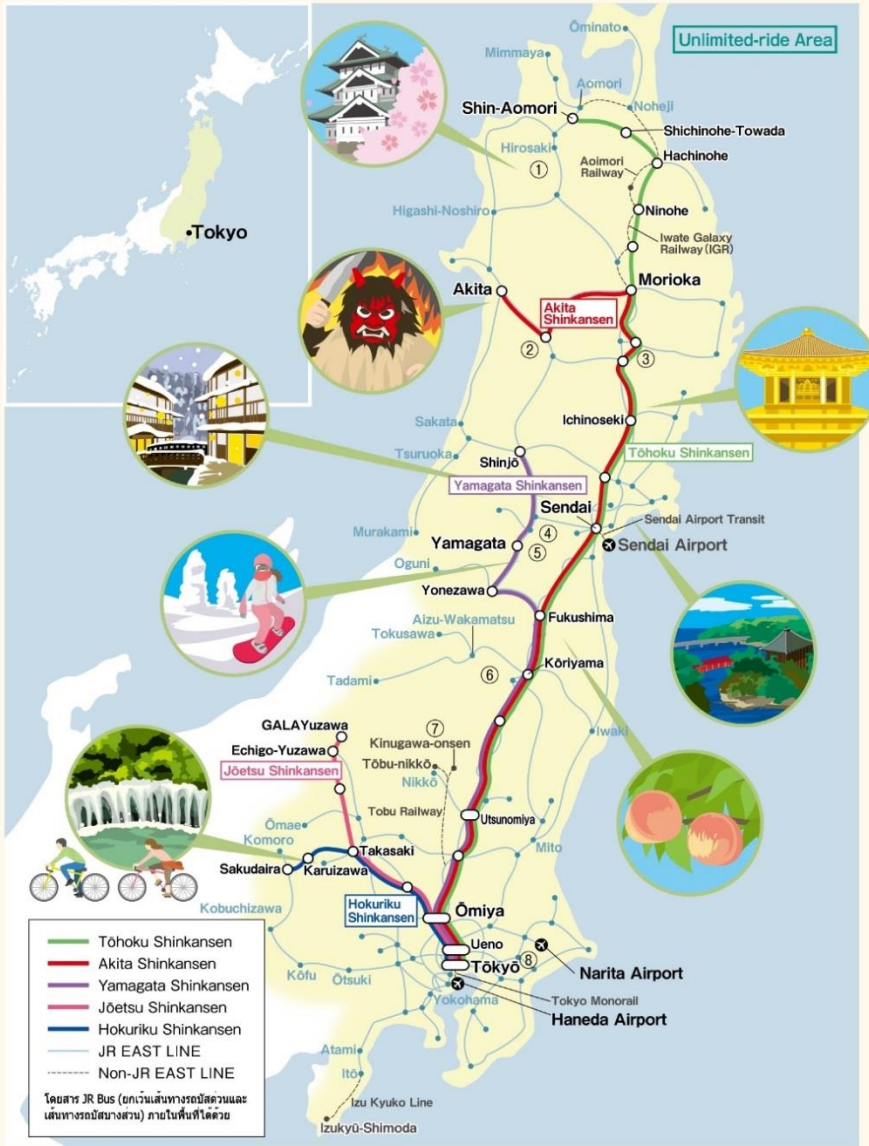 Unlimited-ride Area
Tokyo
Ōminato
Mimmaya
Aomori
Noheji
Shin-Aomori
Shichinohe-Towada
Hirosaki
Hachinohe
①
Aoimori
Railway
Higashi-Noshiro
Ninohe
Iwate Galaxy
Railway(IGR)
Akita
Morioka
Akita
Shinkansen
②
③
Ichinoseki
Sakata
Tsuruoka
Shinjō
Tōhoku Shinkansen
Yamagata Shinkansen
Sendai
Sendai Airport Transit
Murakami
④
Sendai Airport
Yamagata
⑤
Oguni
Yonezawa
Fukushima
Aizu-Wakamatsu
Tokusawa
Kōriyama
⑥
Tadami
Iwaki
GALAYuzawa
⑦
Kinugawa-onsen
Echigo-Yuzawa
Tōbu-nikkō
Jōetsu Shinkansen
Nikkō
Tobu Railway
Utsunomiya
Ōmae
Komoro
Takasaki
Mito
Sakudaira
Karuizawa
Hokuriku
Shinkansen
Ōmiya
Kobuchizawa
Ueno
Tōkyō
⑧
Narita Airport
Kōfu
Ōtsuki
Yokohama
Tokyo Monorail
Haneda Airport
Atami
Itō
Izu Kyuko Line
Izukyū-Shimoda
Tōhoku Shinkansen
Akita Shinkansen
Yamagata Shinkansen
Jōetsu Shinkansen
Hokuriku Shinkansen
JR EAST LINE
Non-JR EAST LINE
โดยสาร JR Bus (ยกเว้นเส้นทางรถบัสด่วนและ
เส้นทางรถบัสบางส่วน) ภายในพื้นที่ได้ด้วย